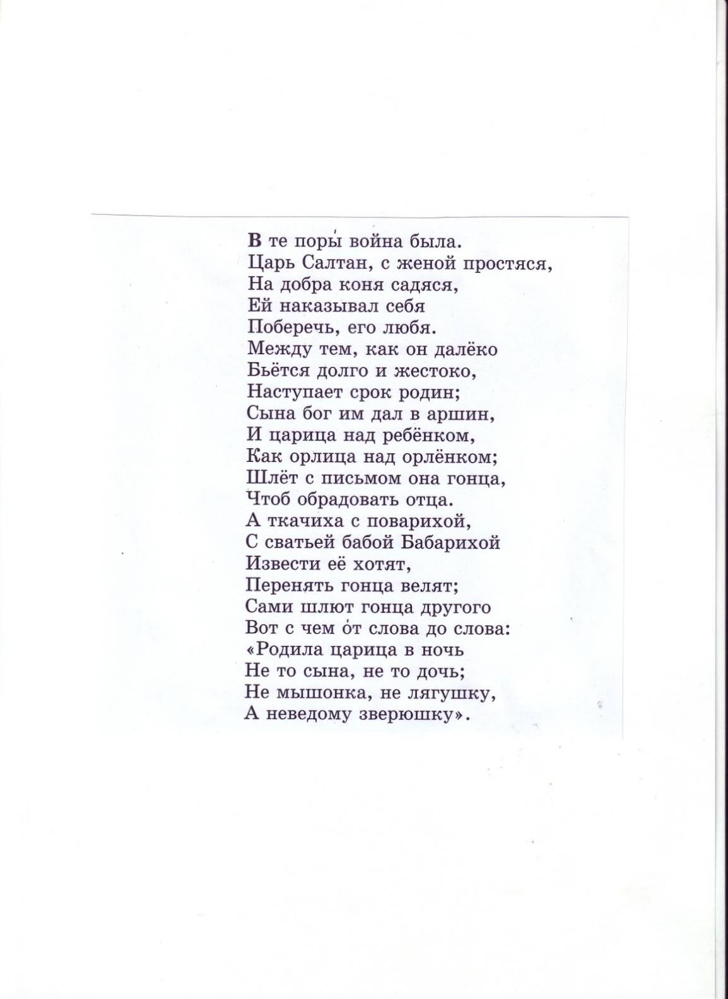 В те поры́ война была.
Царь Салтан, с женой простяся,
На добра коня садяся,
Ей наказывал себя
Поберечь, его любя.
Между тем, как он далёко
Бьётся долго и жестоко,
Наступает срок родин;
Сына бог им дал в аршин,
И царица над ребёнком,
Как орлица над орлёнком;
Шлёт с письмом она гонца,
Чтоб обрадовать отца.
А ткачиха с поварихой,
С сватьей бабой Бабарихой
Извести её хотят,
Перенять гонца велят;
Сами шлют гонца другого
Вот с чем о́т слова до слова:
«Родила царица в ночь
Не то сына, не то дочь;
Не мышонка, не лягушку,
А неведому зверюшку».